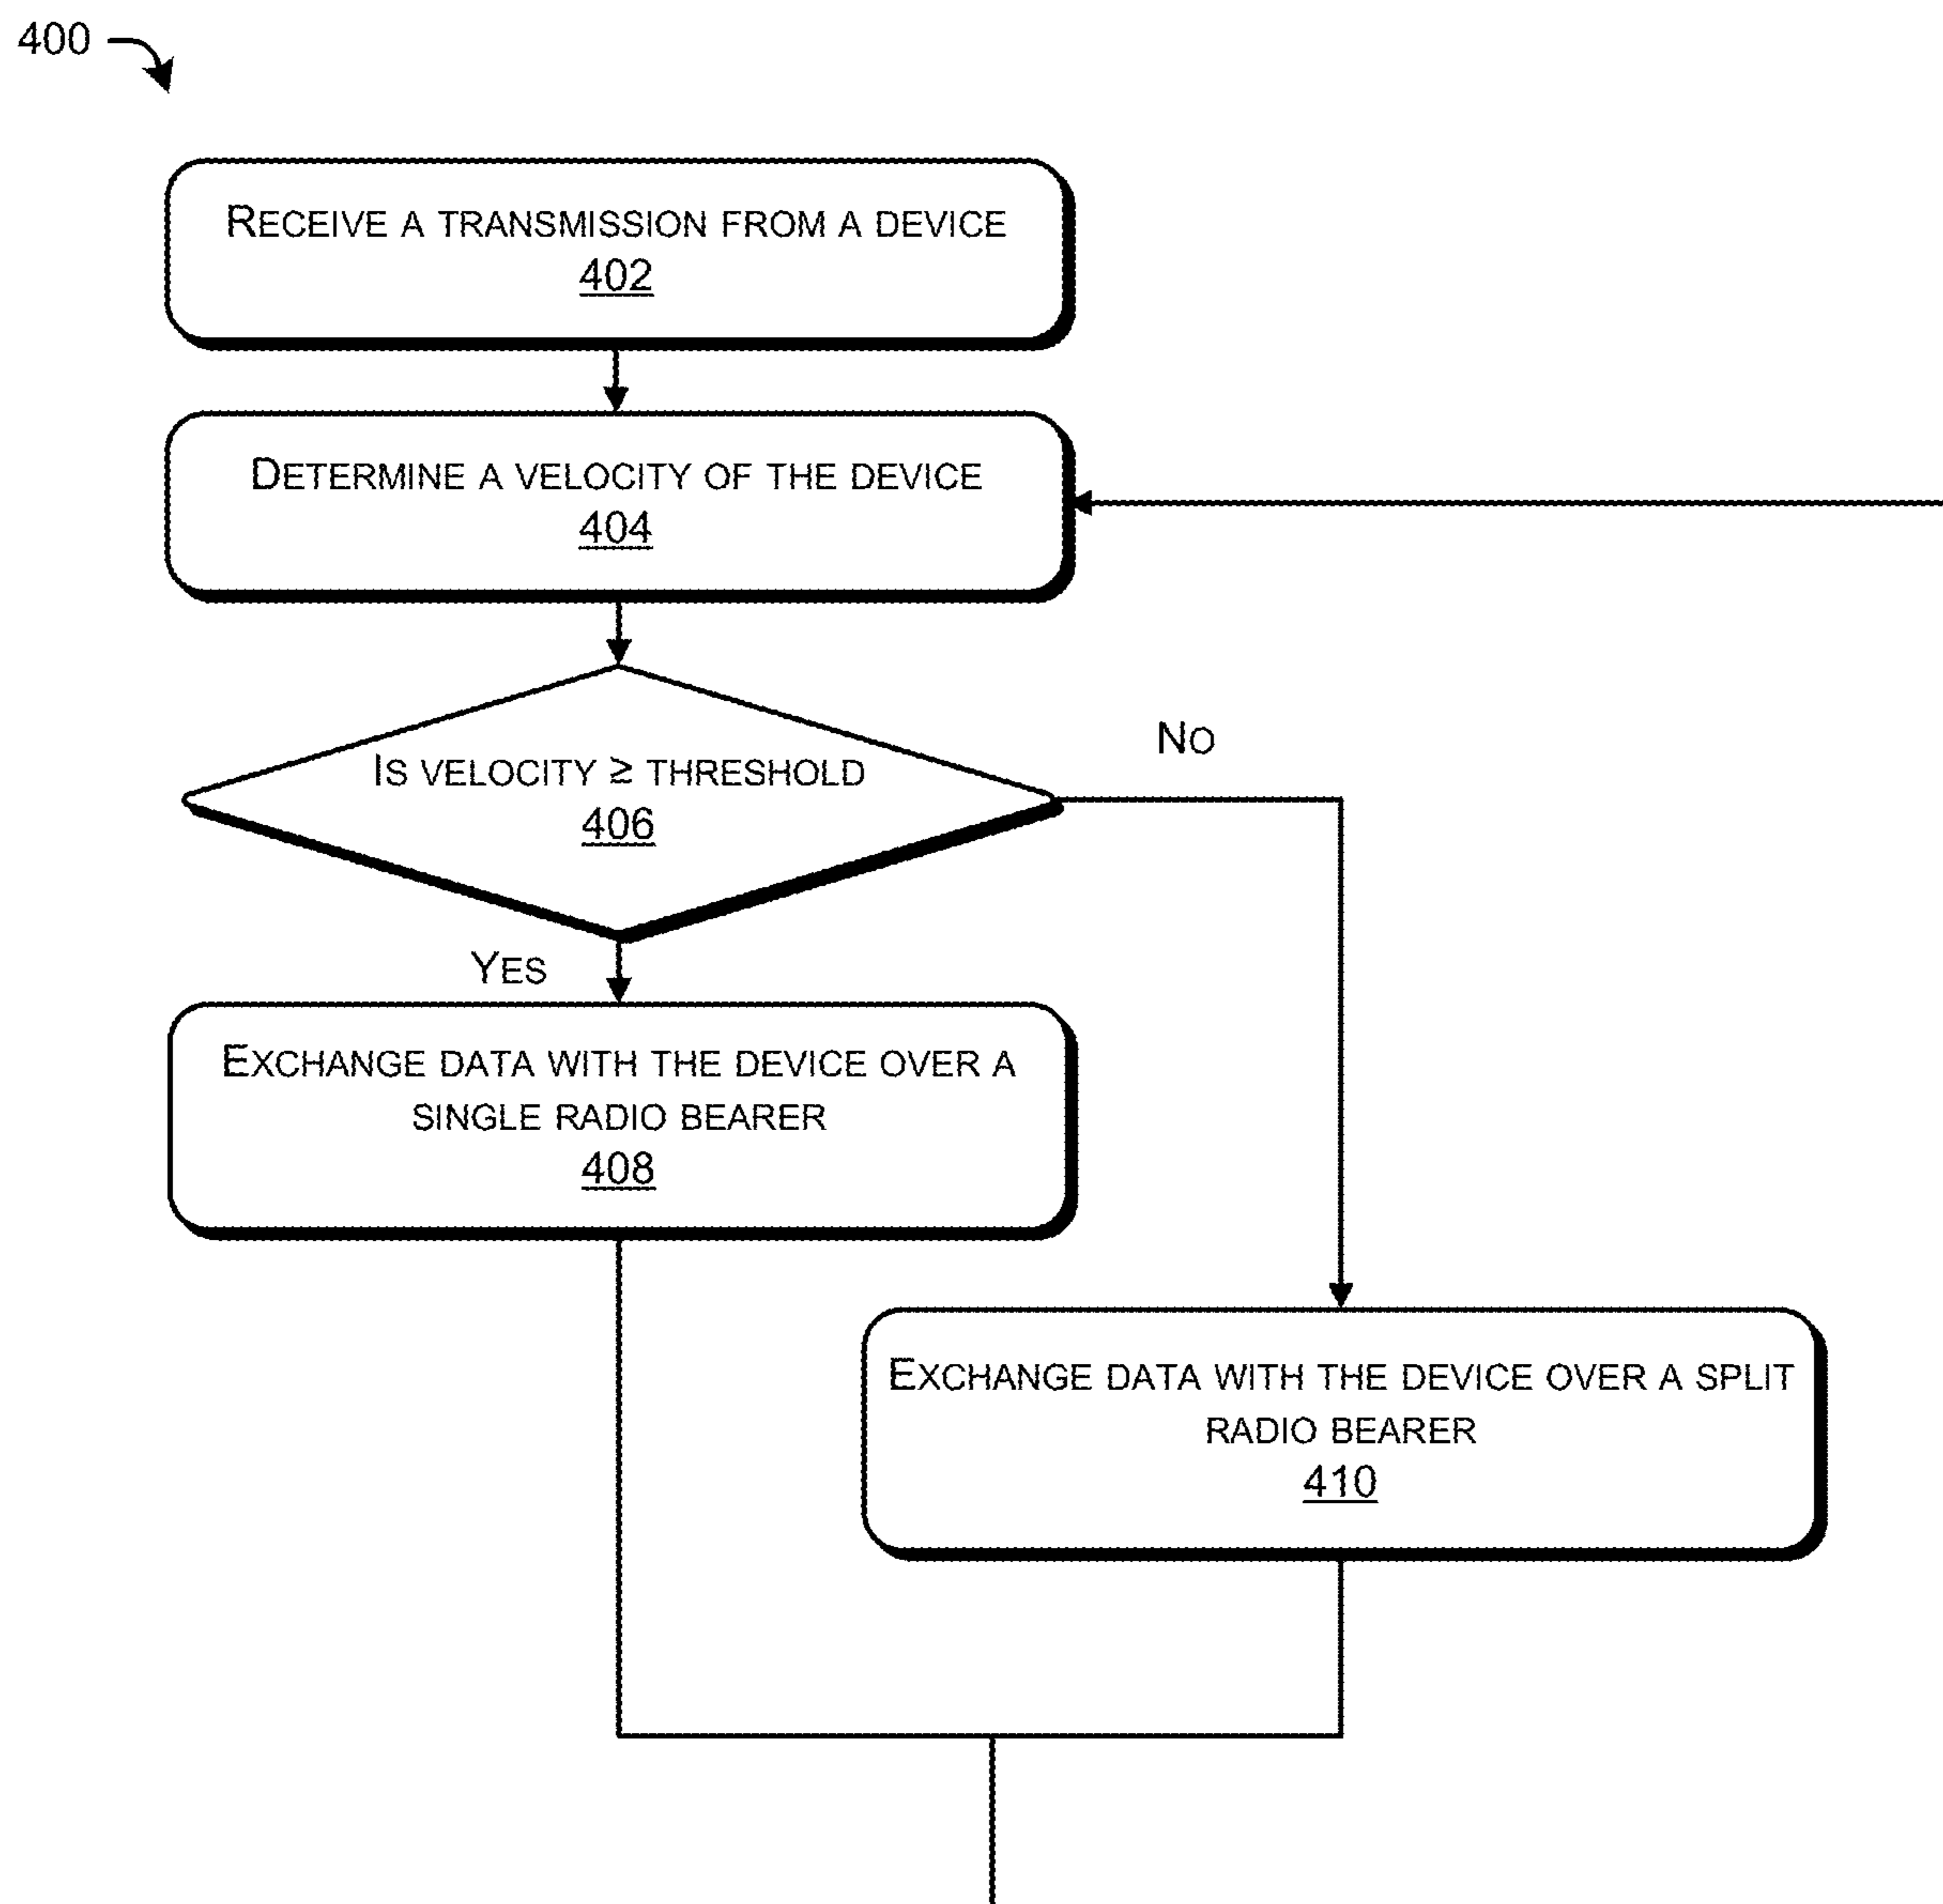 400
RECEIVE A TRANSMISSION FROM A DEVICE
402
DETERMINE A VELOCITY OF THE DEVICE
404
IS VELOCITY ≥ THRESHOLD
406
NO
YES
EXCHANGE DATA WITH THE DEVICE OVER A
SINGLE RADIO BEARER
408
EXCHANGE DATA WITH THE DEVICE OVER A SPLIT
RADIO BEARER
410